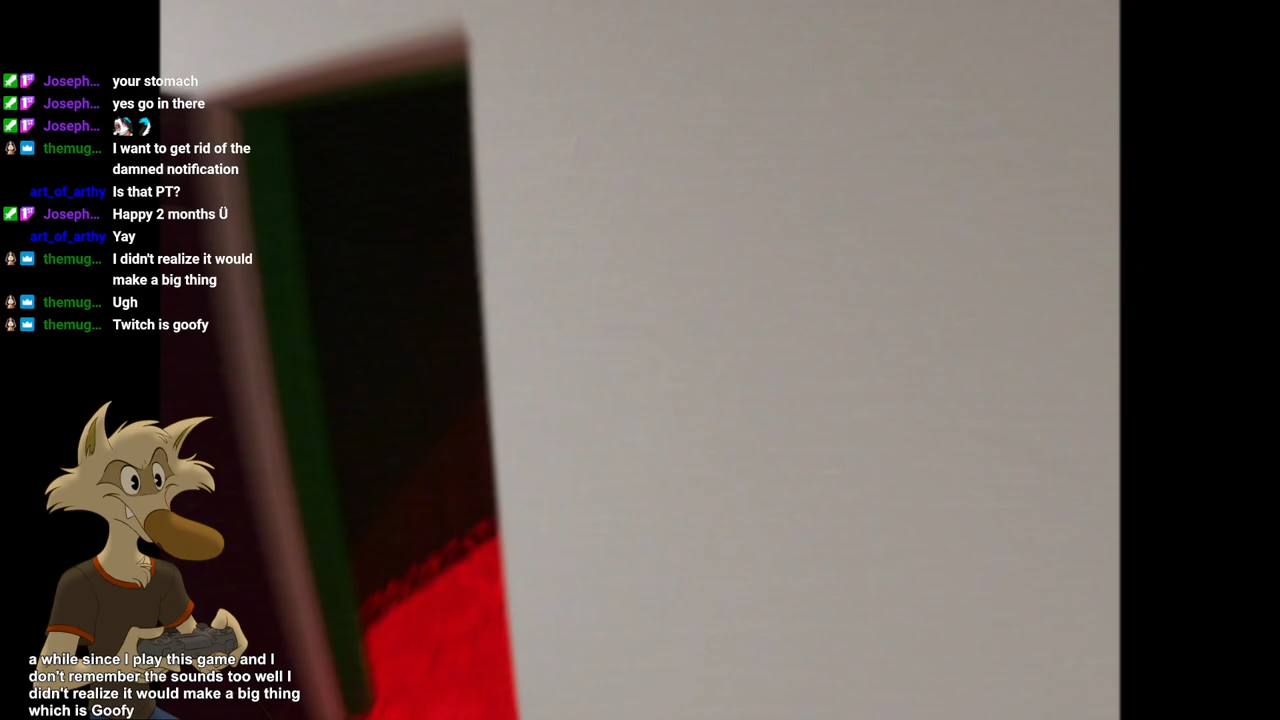 Joseph... your stomach
Joseph... yes go in there
Joseph...
themug... I want to get rid of the
damned notification
art_of_arthy Is that PT?
Joseph... Happy 2 months Ü
art_of_arthy Yay
themug... I didn't realize it would
make a big thing
themug... Ugh
themug... Twitch is goofy
a while since I play this game and I
don't remember the sounds too well I
didn't realize it would make a big thing
which is Goofy